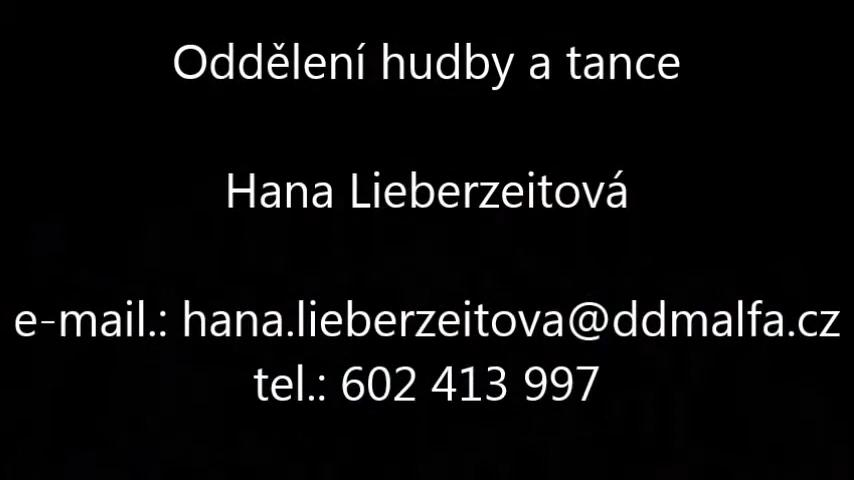 Oddělení hudby a tance
Hana Lieberzeitová
e-mail.: hana.lieberzeitova@ddmalfa.cz
tel.: 602 413 997